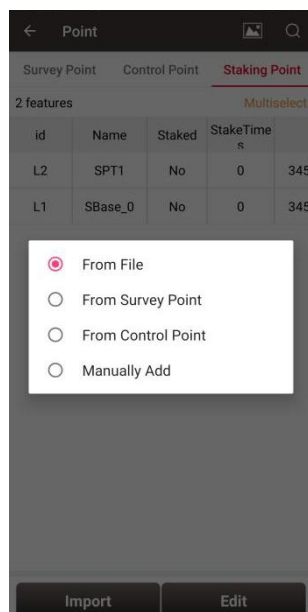 Point
Survey Point Control Point Staking Point
2 features Multiselect
id Name Staked StakeTime
s
L2 SPT1 No 0 345
L1 SBase_0 No 0 345
From File
From Survey Point
From Control Point
Manually Add
Import Edit